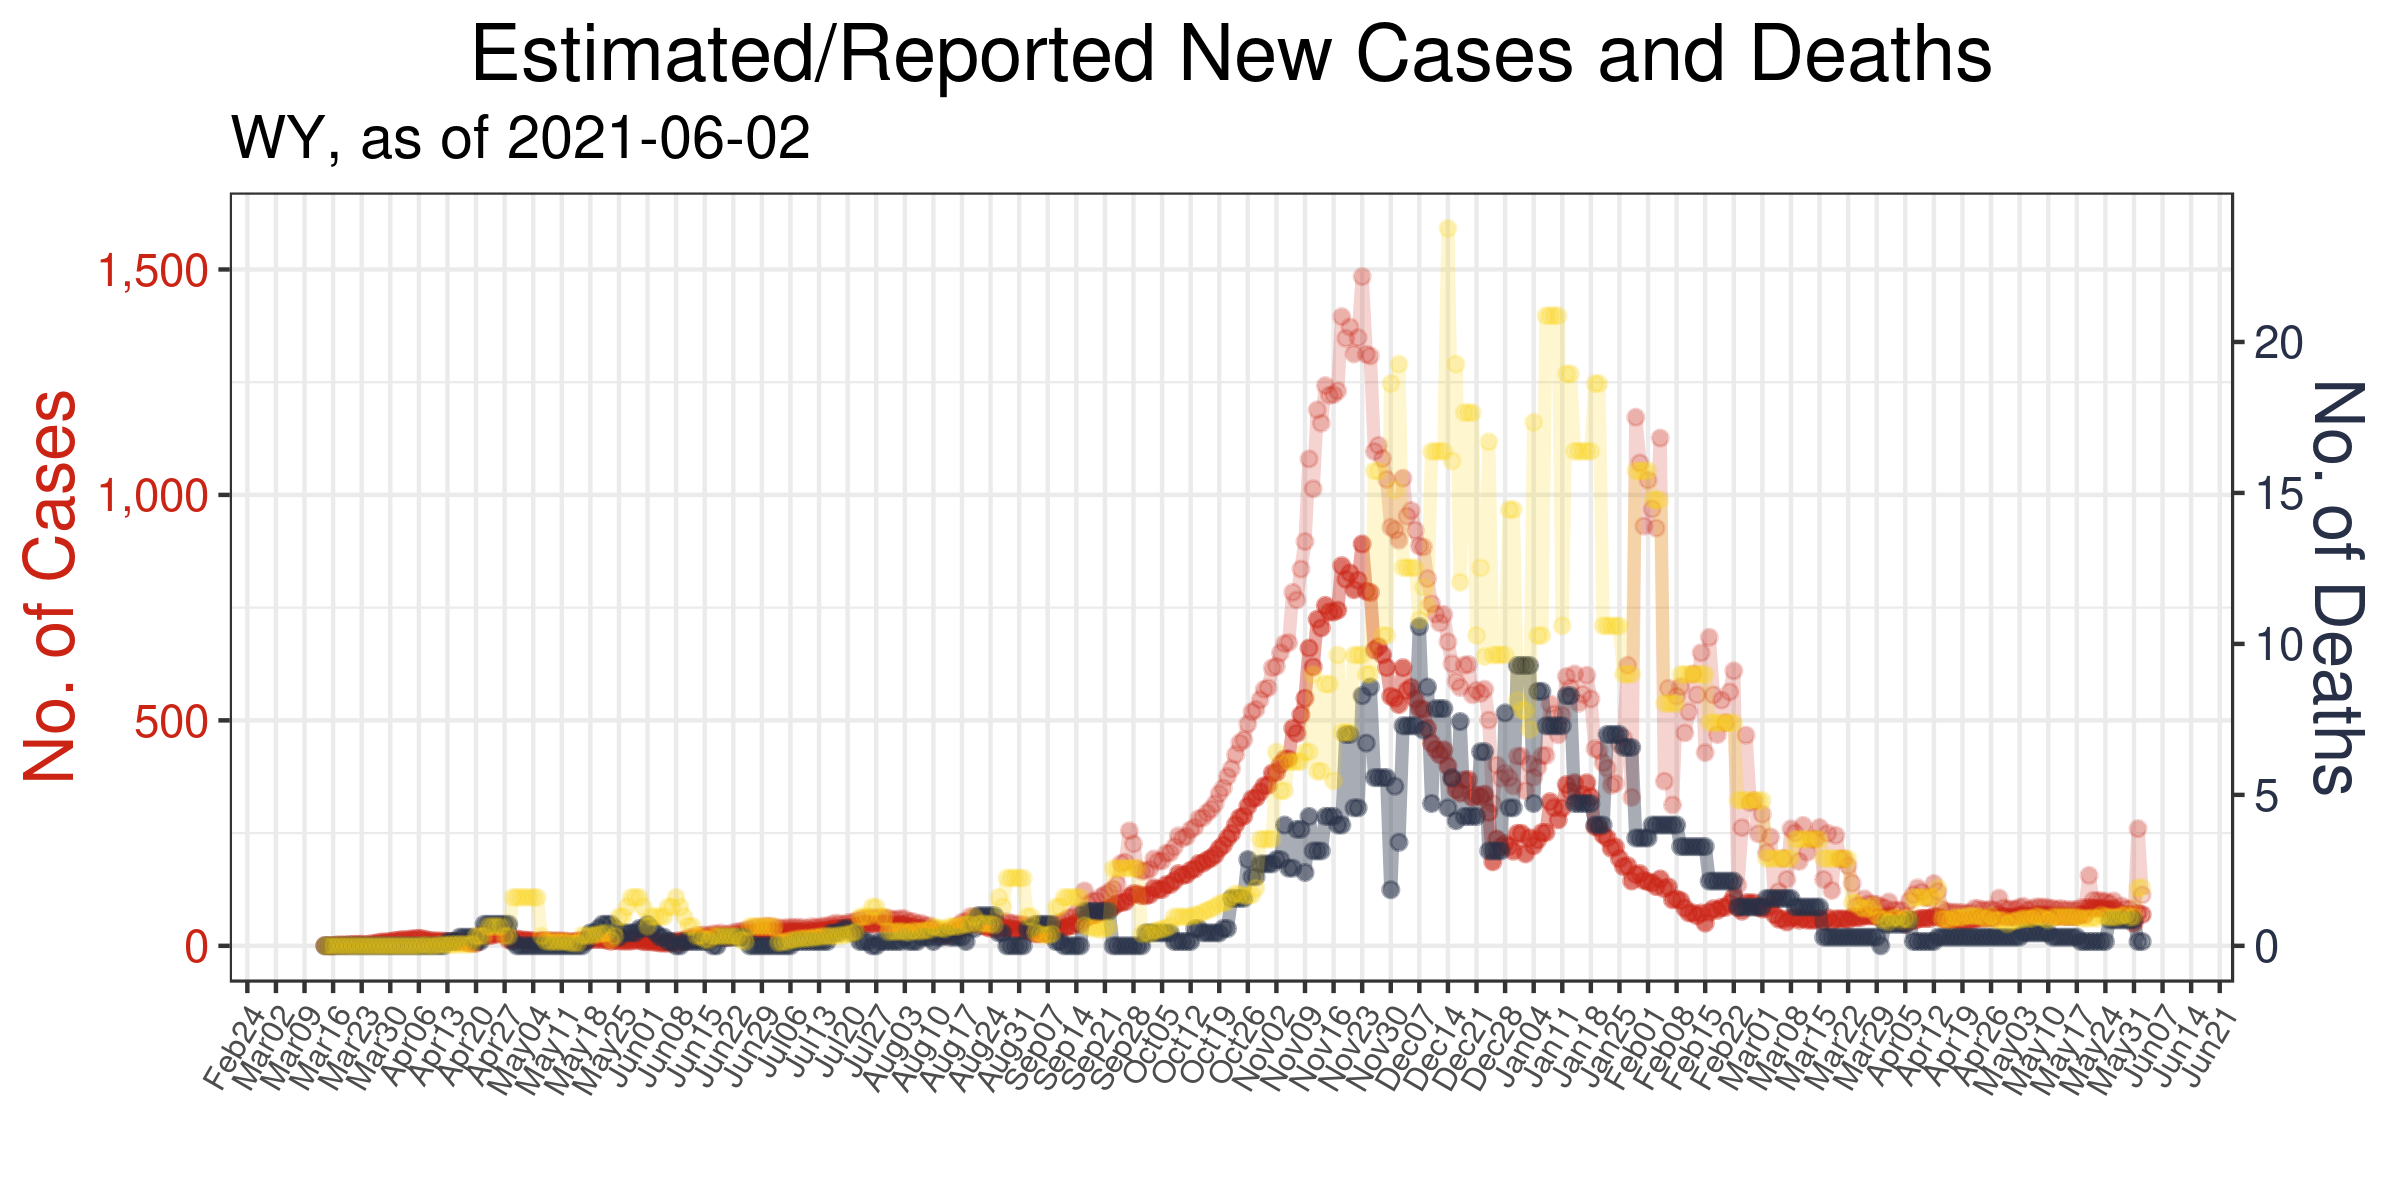 Estimated/Reported New Cases and Deaths
WY, as of 2021-06-02
No. of Cases
1,500
1,000
500
0
20
15
10
5
0
No. of Deaths
Feb24
Mar02
Mar09
Mar16
Mar23
Mar30
Apr06
Apr13
Apr20
Apr27
May04
May11
May18
May25
Jun01
Jun08
Jun15
Jun22
Jun29
Jul06
Jul13
Jul20
Jul27
Aug03
Aug10
Aug17
Aug24
Aug31
Sep07
Sep14
Sep21
Sep28
Oct05
Oct12
Oct19
Oct26
Nov02
Nov09
Nov16
Nov23
Nov30
Dec07
Dec14
Dec21
Dec28
Jan04
Jan11
Jan18
Jan25
Feb01
Feb08
Feb15
Feb22
Mar01
Mar08
Mar15
Mar22
Mar29
Apr05
Apr12
Apr19
Apr26
May03
May10
May17
May24
May31
Jun07
Jun14
Jun21